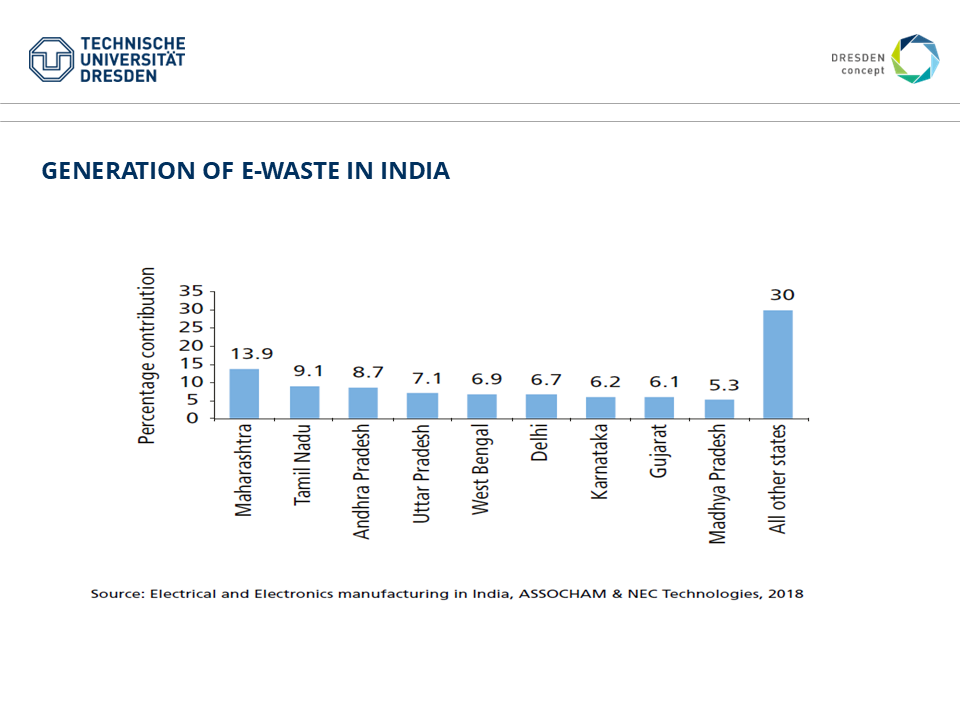 TECHNISCHE
UNIVERSITÄT
DRESDEN
DRESDEN
concept
GENERATION OF E-WASTE IN INDIA
Percentage contribution
35
30
25
20
15
10
5
0
13.9
9.1
8.7
7.1
6.9
6.7
6.2
6.1
5.3
30
Maharashtra
Tamil Nadu
Andhra Pradesh
Uttar Pradesh
West Bengal
Delhi
Karnataka
Gujarat
Madhya Pradesh
All other states
Source: Electrical and Electronics manufacturing in India, ASSOCHAM & NEC Technologies, 2018